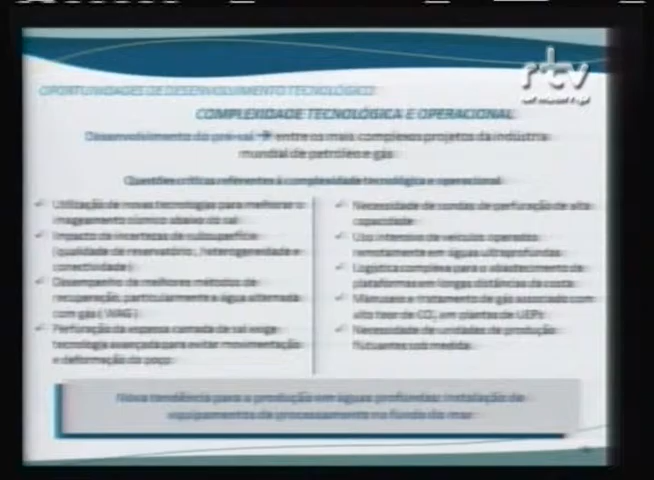 rtv
unicamp
OPORTUNIDADES DE DESENVOLVIMENTO TECNOLÓGICO
COMPLEXIDADE TECNOLÓGICA E OPERACIONAL
Desenvolvimento do pré-sal → entre os mais complexos projetos da indústria
mundial de petróleo e gás
Questões críticas referentes à complexidade tecnológica e operacional
✓ Utilização de novas tecnologias para melhorar o
imageamento sísmico abaixo do sal
✓ Impacto de incertezas de subsuperfície
(qualidade de reservatório, heterogeneidade e
conectividade)
✓ Desempenho de melhores métodos de
recuperação, particularmente a água alternada
com gás (WAG)
✓ Perfuração da espessa camada de sal exige
tecnologia avançada para evitar movimentação
e deformação do poço
✓ Necessidade de sondas de perfuração de alta
capacidade
✓ Uso intensivo de veículos operados
remotamente em águas ultraprofundas
✓ Logística complexa para o abastecimento de
plataformas em longas distâncias da costa
✓ Manuseio e tratamento de gás associado com
alto teor de CO₂ em plantas de UEPs
✓ Necessidade de unidades de produção
flutuantes sob medida
Nova tendência para a produção em águas profundas: instalação de
equipamentos de processamento no fundo do mar